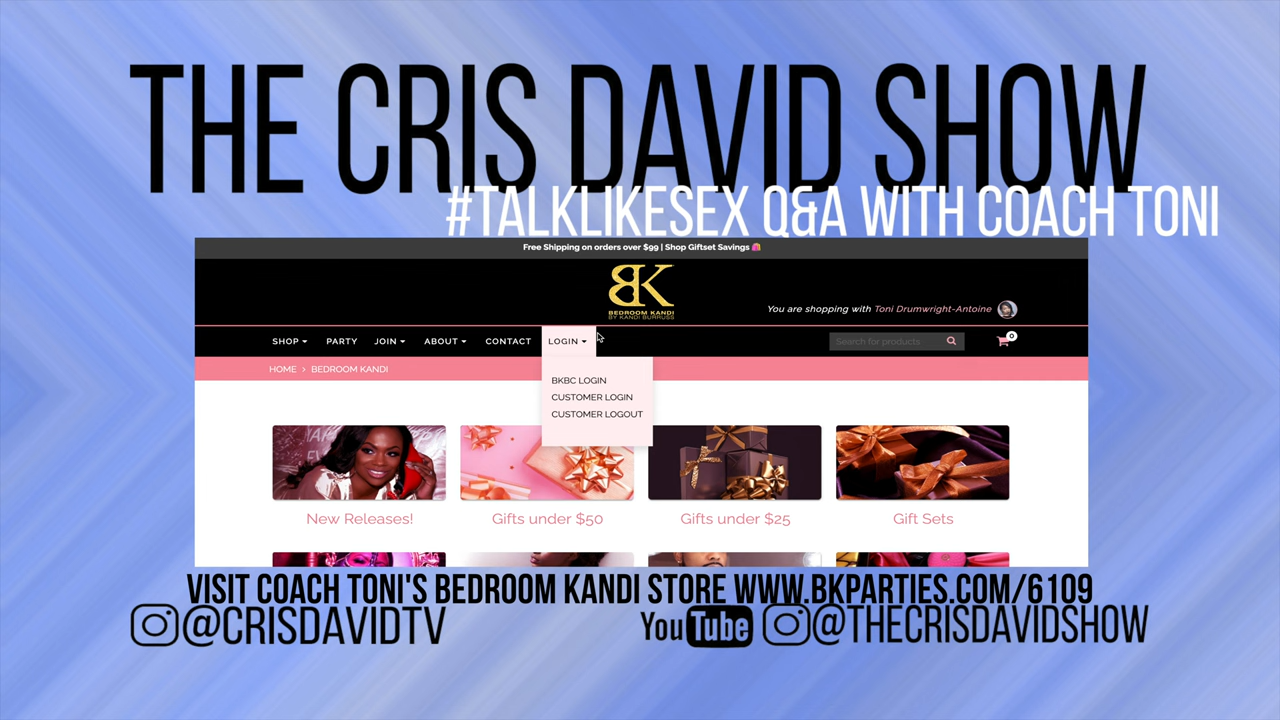 THE CRIS DAVID SHOW
#TALKLIKESEX Q&A WITH COACH TONI
Free Shipping on orders over $99 | Shop Giftset Savings 🛍️
BK
BEDROOM KANDI
BY KANDI BURRUSS
You are shopping with Toni Drumwright-Antoine
SHOP PARTY JOIN ABOUT CONTACT LOGIN Search for products 0
HOME > BEDROOM KANDI
BKBC LOGIN
CUSTOMER LOGIN
CUSTOMER LOGOUT
New Releases! Gifts under $50 Gifts under $25 Gift Sets
VISIT COACH TONI'S BEDROOM KANDI STORE WWW.BKPARTIES.COM/6109
@CRISDAVIDTV YouTube @THECRISDAVIDSHOW